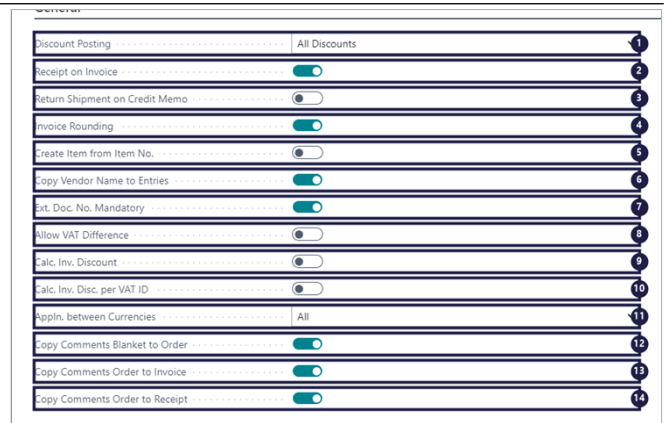 General
Discount Posting All Discounts 1
Receipt on Invoice 2
Return Shipment on Credit Memo 3
Invoice Rounding 4
Create Item from Item No. 5
Copy Vendor Name to Entries 6
Ext. Doc. No. Mandatory 7
Allow VAT Difference 8
Calc. Inv. Discount 9
Calc. Inv. Disc. per VAT ID 10
Appln. between Currencies All 11
Copy Comments Blanket to Order 12
Copy Comments Order to Invoice 13
Copy Comments Order to Receipt 14